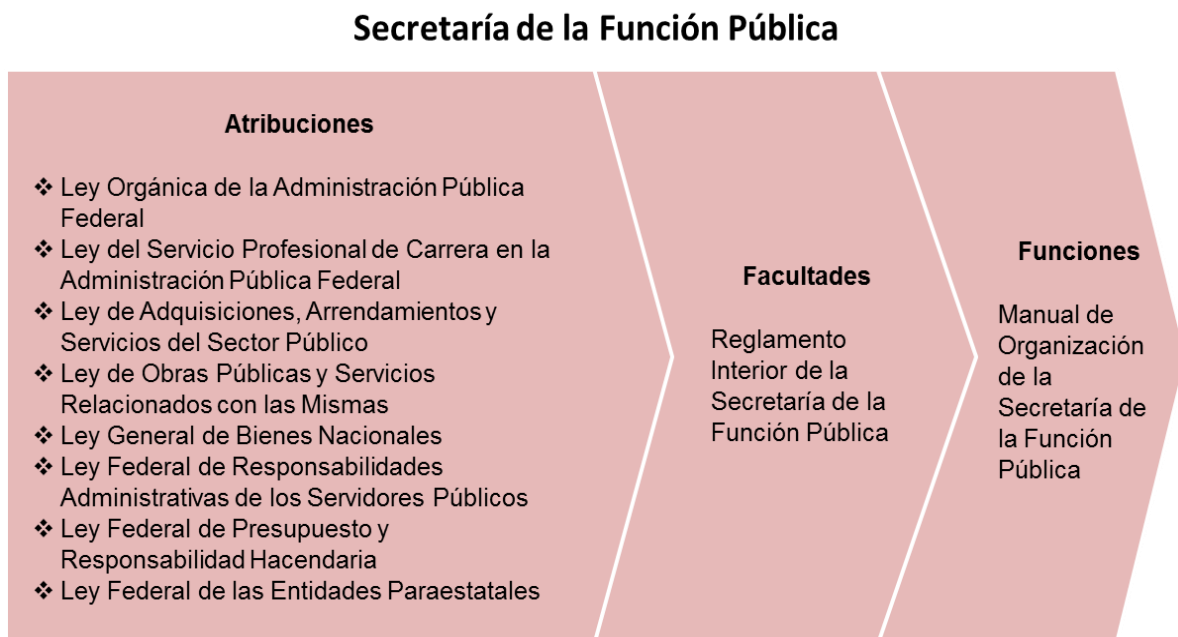 Secretaría de la Función Pública
Atribuciones
❖ Ley Orgánica de la Administración Pública
Federal
❖ Ley del Servicio Profesional de Carrera en la
Administración Pública Federal
❖ Ley de Adquisiciones, Arrendamientos y
Servicios del Sector Público
❖ Ley de Obras Públicas y Servicios
Relacionados con las Mismas
❖ Ley General de Bienes Nacionales
❖ Ley Federal de Responsabilidades
Administrativas de los Servidores Públicos
❖ Ley Federal de Presupuesto y
Responsabilidad Hacendaria
❖ Ley Federal de las Entidades Paraestatales
Facultades
Reglamento
Interior de la
Secretaría de la
Función Pública
Funciones
Manual de
Organización
de la
Secretaría de
la Función
Pública